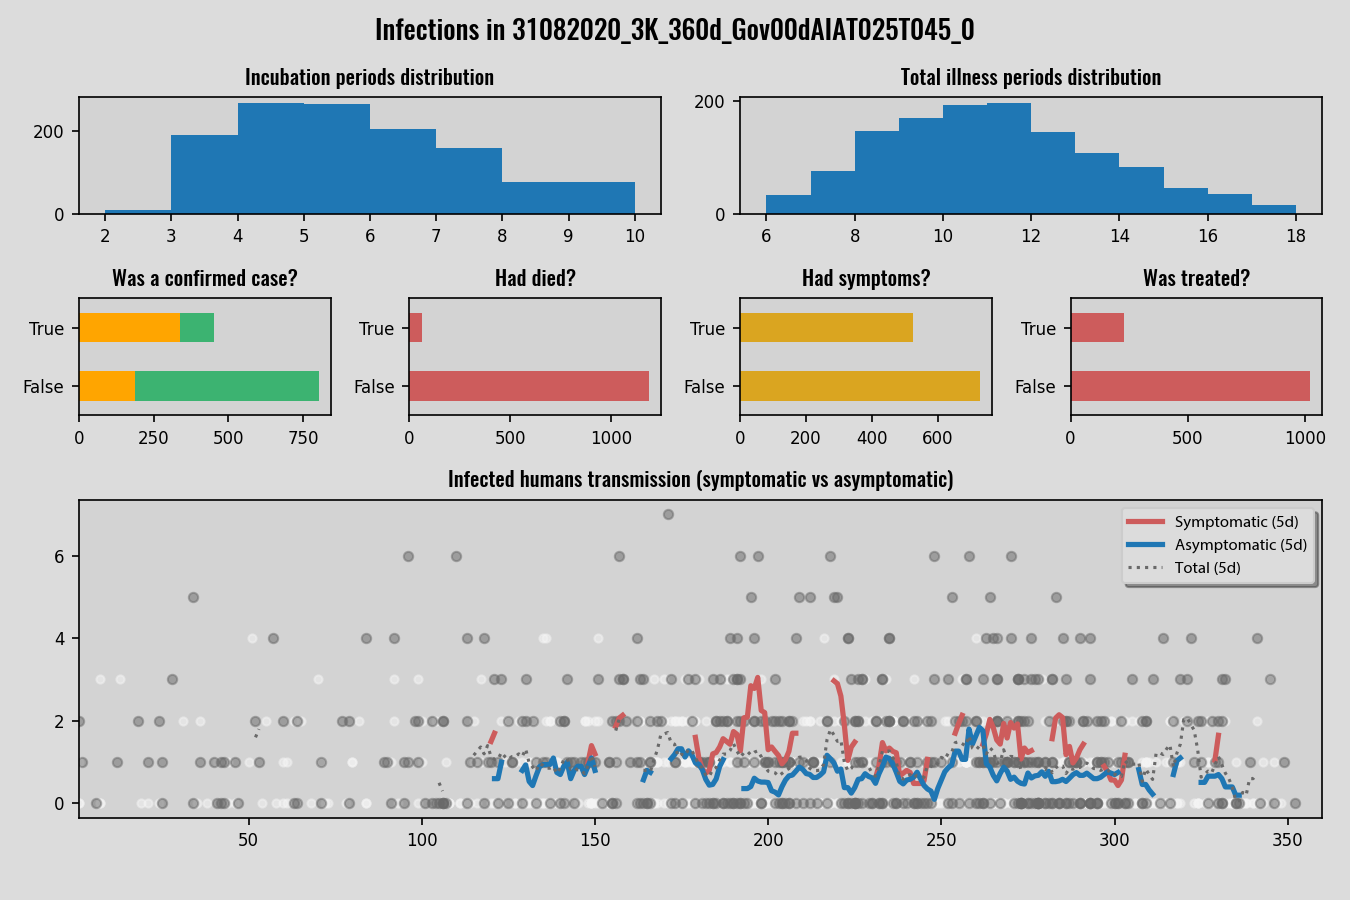 Infections in 31082020_3K_360d_Gov00dAIAT025T045_0
Incubation periods distribution
Total illness periods distribution
200
0
2 3 4 5 6 7 8 9 10
200
0
6 8 10 12 14 16 18
Was a confirmed case?
Had died?
Had symptoms?
Was treated?
True
False
0 250 500 750
True
False
0 500 1000
True
False
0 200 400 600
True
False
0 500 1000
Infected humans transmission (symptomatic vs asymptomatic)
Symptomatic (5d)
Asymptomatic (5d)
Total (5d)
6
4
2
0
50 100 150 200 250 300 350